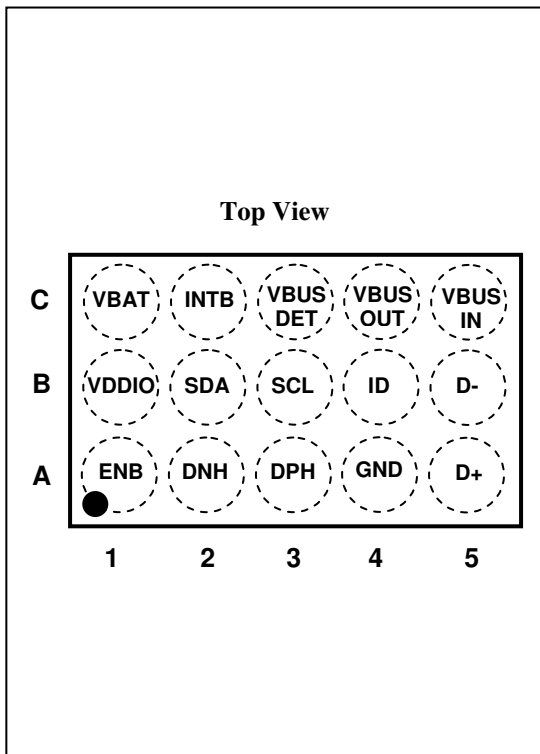 Top View
C VBAT INTB VBUS DET VBUS OUT VBUS IN
B VDDIO SDA SCL ID D-
A ENB DNH DPH GND D+
1 2 3 4 5